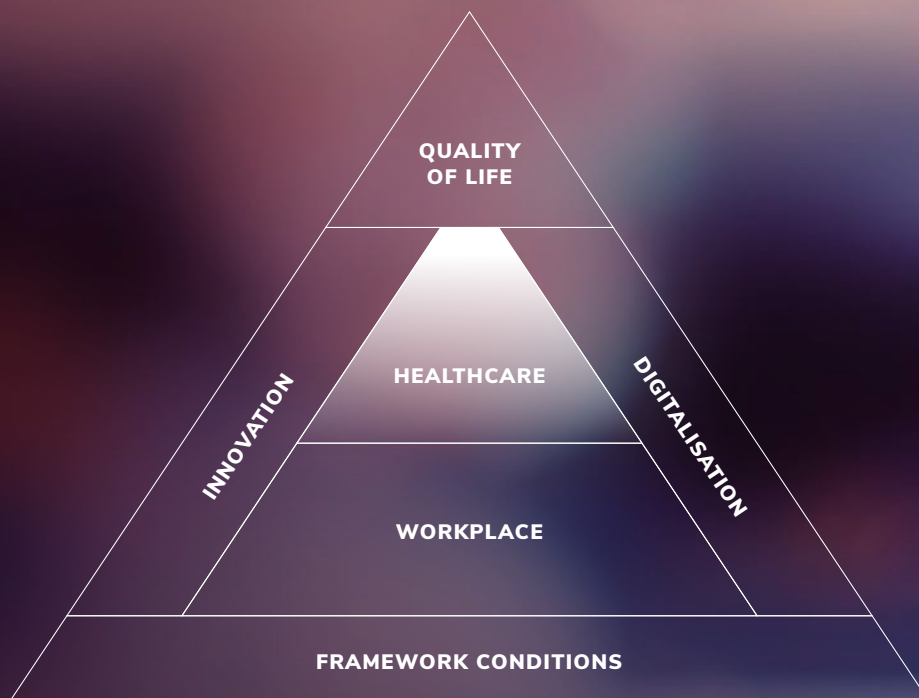 QUALITY
OF LIFE
HEALTHCARE
INNOVATION
DIGITALISATION
WORKPLACE
FRAMEWORK CONDITIONS